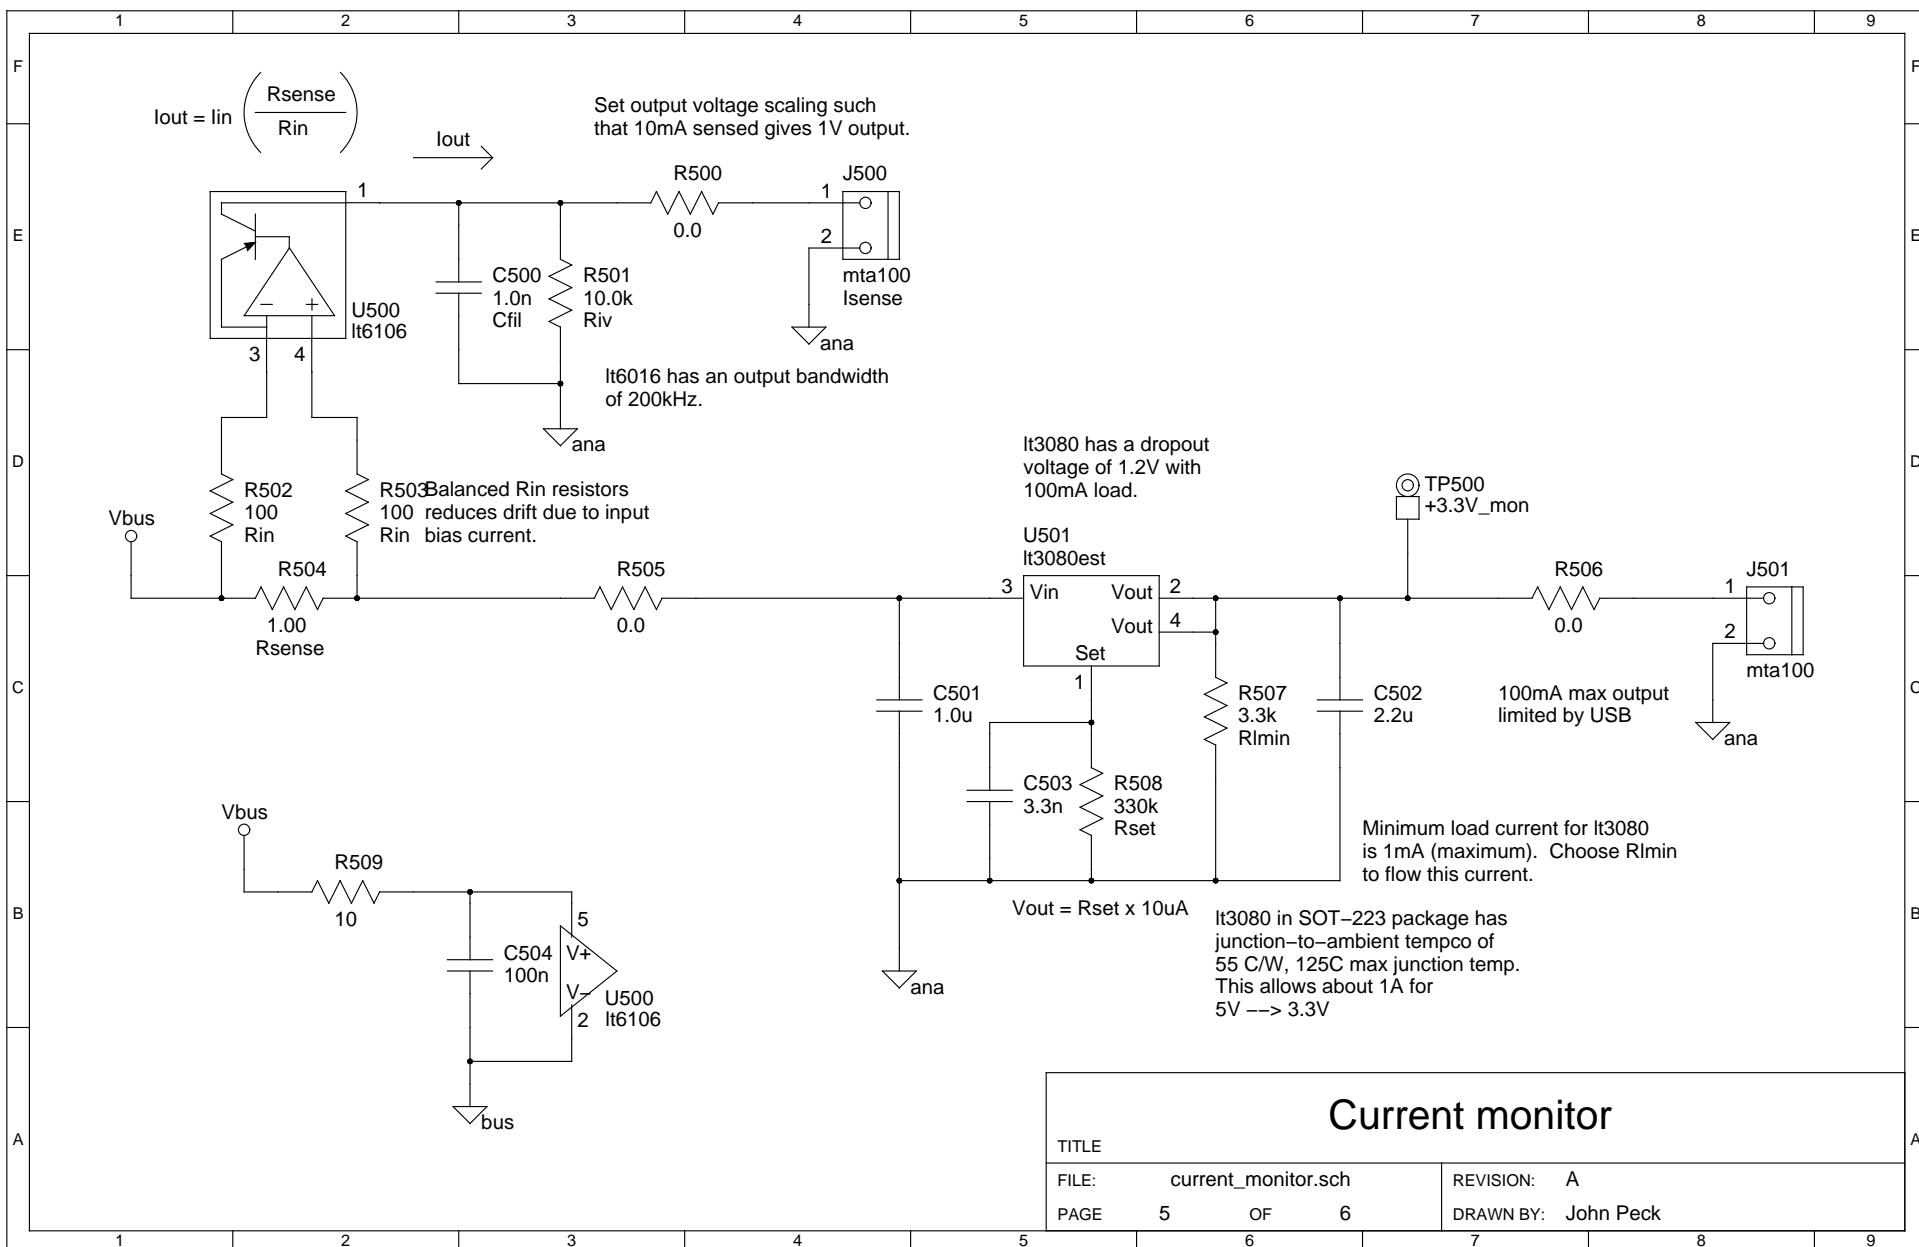 1 2 3 4 5 6 7 8 9
F F
E E
D D
C C
B B
A A
Iout = Iin
Rsense
Rin
Iout
Set output voltage scaling such
that 10mA sensed gives 1V output.
1
U500
lt6106
3 4
C500
1.0n
Cfil
R501
10.0k
Riv
R500
0.0
J500
1
2
mta100
Isense
ana
ana
lt6016 has an output bandwidth
of 200kHz.
R502
100
Rin
R503
100
Rin
Balanced Rin resistors
reduces drift due to input
bias current.
Vbus
R504
1.00
Rsense
R505
0.0
lt3080 has a dropout
voltage of 1.2V with
100mA load.
U501
lt3080est
3 Vin
Vout 2
Vout 4
Set
1
TP500
+3.3V_mon
R506
0.0
J501
1
2
mta100
ana
100mA max output
limited by USB
C501
1.0u
C503
3.3n
R508
330k
Rset
R507
3.3k
Rlmin
C502
2.2u
Minimum load current for lt3080
is 1mA (maximum).  Choose Rlmin
to flow this current.
Vout = Rset x 10uA
ana
lt3080 in SOT−223 package has
junction−to−ambient tempco of
55 C/W, 125C max junction temp.
This allows about 1A for
5V −−> 3.3V
Vbus
R509
10
C504
100n
5
V+
V−
2
U500
lt6106
bus
Current monitor
TITLE
FILE: current_monitor.sch
REVISION: A
PAGE 5 OF 6
DRAWN BY: John Peck
1 2 3 4 5 6 7 8 9